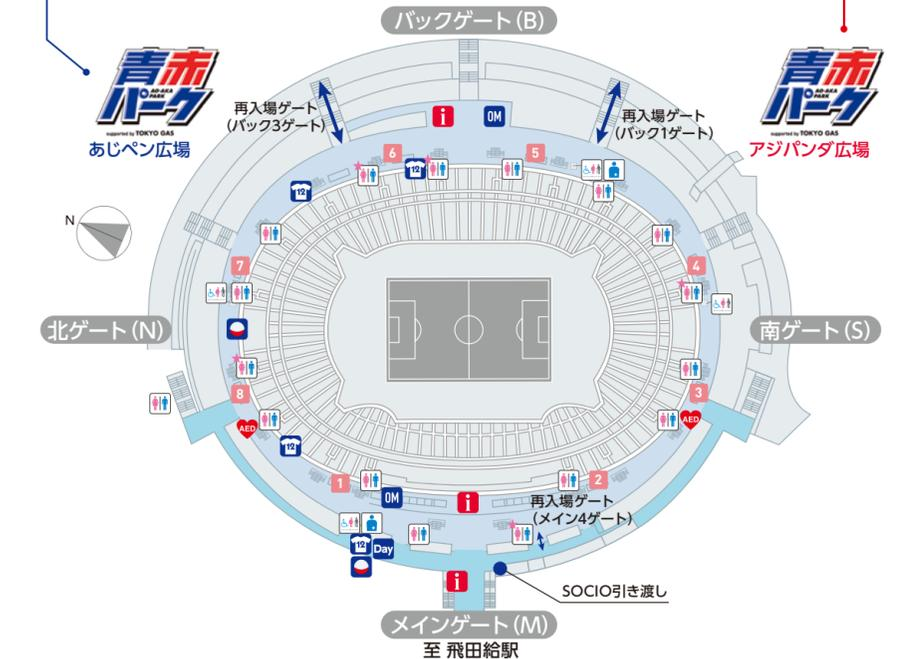 バックゲート（B）
青赤
AO-AKA
PARK
パーク
supported by TOKYO GAS
あじペン広場
青赤
AO-AKA
PARK
パーク
supported by TOKYO GAS
アジパンダ広場
再入場ゲート
（バック3ゲート）
再入場ゲート
（バック1ゲート）
i
OM
6
5
12
12
N
7
4
北ゲート（N）
南ゲート（S）
8
3
AED
AED
12
1
2
OM
i
再入場ゲート
（メイン4ゲート）
12
Day
i
SOCIO引き渡し
メインゲート（M）
至 飛田給駅